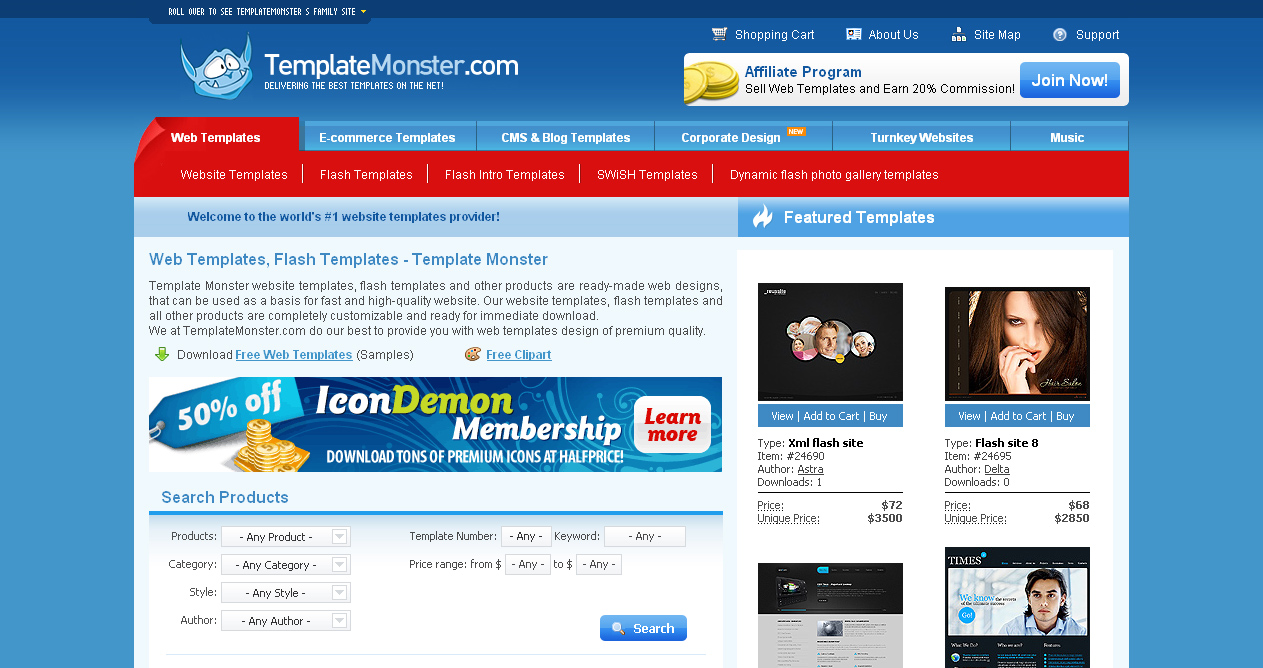 ROLL OVER TO SEE TEMPLATEMONSTER S FAMILY SITE
Shopping Cart
About Us
Site Map
Support
TemplateMonster.com
DELIVERING THE BEST TEMPLATES ON THE NET!
Affiliate Program
Sell Web Templates and Earn 20% Commission!
Join Now!
Web Templates
E-commerce Templates
CMS & Blog Templates
Corporate Design
NEW
Turnkey Websites
Music
Website Templates
Flash Templates
Flash Intro Templates
SWiSH Templates
Dynamic flash photo gallery templates
Welcome to the world's #1 website templates provider!
Web Templates, Flash Templates - Template Monster
Template Monster website templates, flash templates and other products are ready-made web designs,
that can be used as a basis for fast and high-quality website. Our website templates, flash templates and
all other products are completely customizable and ready for immediate download.
We at TemplateMonster.com do our best to provide you with web templates design of premium quality.
Download Free Web Templates (Samples)
Free Clipart
50% off
IconDemon
Membership
DOWNLOAD TONS OF PREMIUM ICONS AT HALFPRICE!
Learn
more
Search Products
Products: - Any Product -
Template Number: - Any - Keyword: - Any -
Category: - Any Category -
Price range: from $ - Any - to $ - Any -
Style: - Any Style -
Author: - Any Author -
Search
Featured Templates
View | Add to Cart | Buy
Type: Xml flash site
Item: #24690
Author: Astra
Downloads: 1
Price: $72
Unique Price: $3500
Hair Salon
View | Add to Cart | Buy
Type: Flash site 8
Item: #24695
Author: Delta
Downloads: 0
Price: $68
Unique Price: $2850
TIMES
We know the secrets
of the ultimate success
Go!
What We Do?
Who we are?
Features